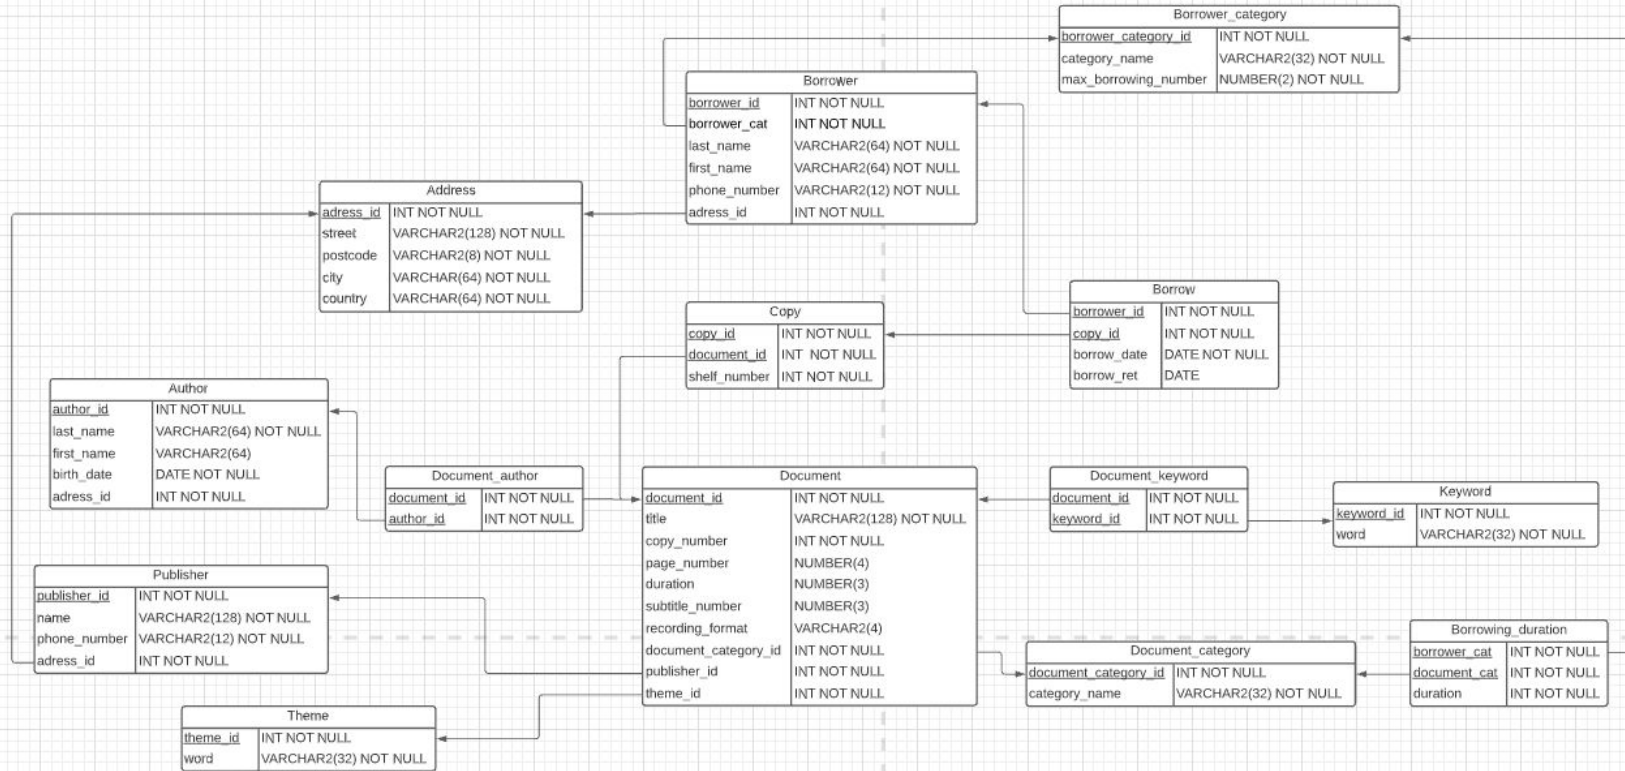 Borrower_category
borrower_category_id INT NOT NULL
category_name VARCHAR2(32) NOT NULL
max_borrowing_number NUMBER(2) NOT NULL
Borrower
borrower_id INT NOT NULL
borrower_cat INT NOT NULL
last_name VARCHAR2(64) NOT NULL
first_name VARCHAR2(64) NOT NULL
phone_number VARCHAR2(12) NOT NULL
adress_id INT NOT NULL
Address
adress_id INT NOT NULL
street VARCHAR2(128) NOT NULL
postcode VARCHAR2(8) NOT NULL
city VARCHAR(64) NOT NULL
country VARCHAR(64) NOT NULL
Borrow
borrower_id INT NOT NULL
copy_id INT NOT NULL
borrow_date DATE NOT NULL
borrow_ret DATE
Copy
copy_id INT NOT NULL
document_id INT NOT NULL
shelf_number INT NOT NULL
Author
author_id INT NOT NULL
last_name VARCHAR2(64) NOT NULL
first_name VARCHAR2(64)
birth_date DATE NOT NULL
adress_id INT NOT NULL
Document_author
document_id INT NOT NULL
author_id INT NOT NULL
Document
document_id INT NOT NULL
title VARCHAR2(128) NOT NULL
copy_number INT NOT NULL
page_number NUMBER(4)
duration NUMBER(3)
subtitle_number NUMBER(3)
recording_format VARCHAR2(4)
document_category_id INT NOT NULL
publisher_id INT NOT NULL
theme_id INT NOT NULL
Document_keyword
document_id INT NOT NULL
keyword_id INT NOT NULL
Keyword
keyword_id INT NOT NULL
word VARCHAR2(32) NOT NULL
Publisher
publisher_id INT NOT NULL
name VARCHAR2(128) NOT NULL
phone_number VARCHAR2(12) NOT NULL
adress_id INT NOT NULL
Document_category
document_category_id INT NOT NULL
category_name VARCHAR2(32) NOT NULL
Borrowing_duration
borrower_cat INT NOT NULL
document_cat INT NOT NULL
duration INT NOT NULL
Theme
theme_id INT NOT NULL
word VARCHAR2(32) NOT NULL